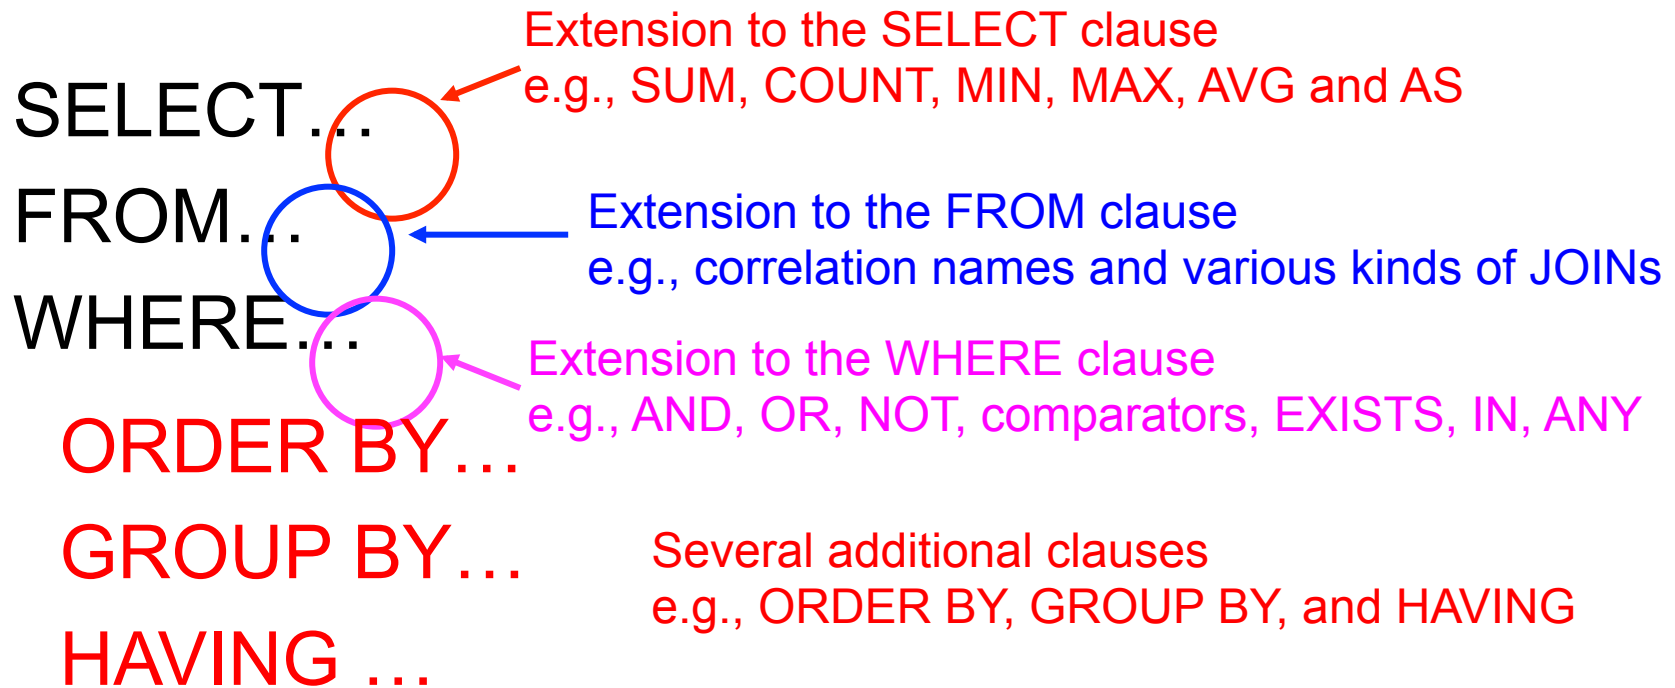 Extension to the SELECT clause
e.g., SUM, COUNT, MIN, MAX, AVG and AS
SELECT…
FROM…
Extension to the FROM clause
e.g., correlation names and various kinds of JOINs
WHERE…
Extension to the WHERE clause
e.g., AND, OR, NOT, comparators, EXISTS, IN, ANY
ORDER BY…
GROUP BY…
Several additional clauses
e.g., ORDER BY, GROUP BY, and HAVING
HAVING …